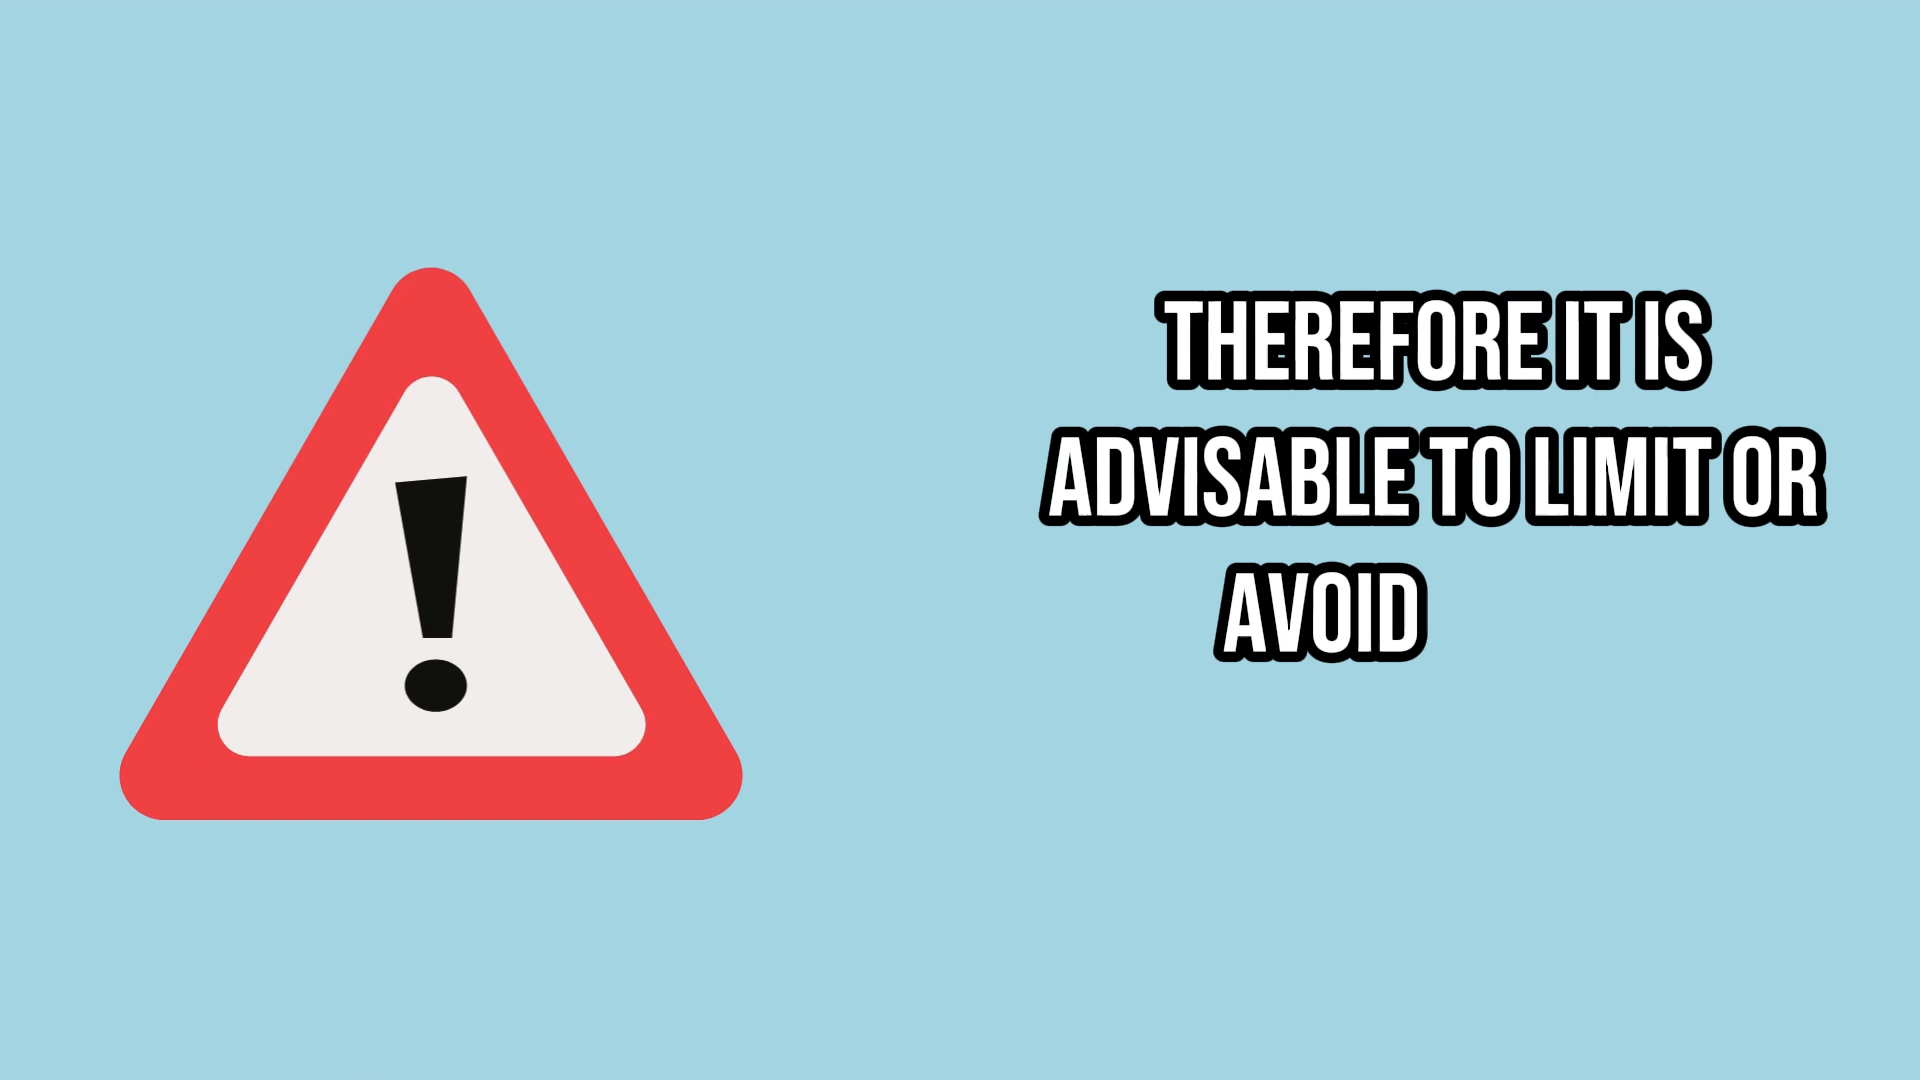 THEREFORE IT IS
ADVISABLE TO LIMIT OR
AVOID